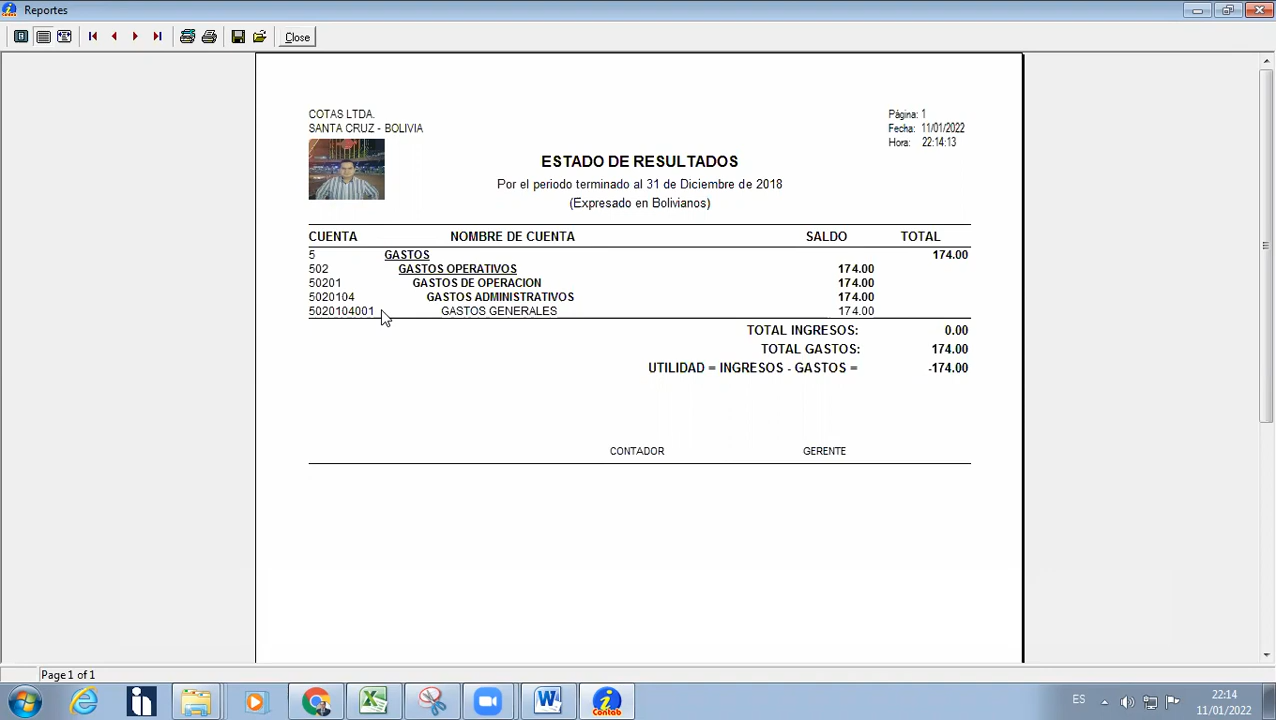 Reportes
Close
COTAS LTDA.
SANTA CRUZ - BOLIVIA
Página: 1
Fecha: 11/01/2022
Hora: 22:14:13
ESTADO DE RESULTADOS
Por el periodo terminado al 31 de Diciembre de 2018
(Expresado en Bolivianos)
CUENTA NOMBRE DE CUENTA SALDO TOTAL
5 GASTOS 174.00
502 GASTOS OPERATIVOS 174.00
50201 GASTOS DE OPERACION 174.00
5020104 GASTOS ADMINISTRATIVOS 174.00
5020104001 GASTOS GENERALES 174.00
TOTAL INGRESOS: 0.00
TOTAL GASTOS: 174.00
UTILIDAD = INGRESOS - GASTOS = -174.00
CONTADOR GERENTE
Page 1 of 1
Contab
ES
22:14
11/01/2022